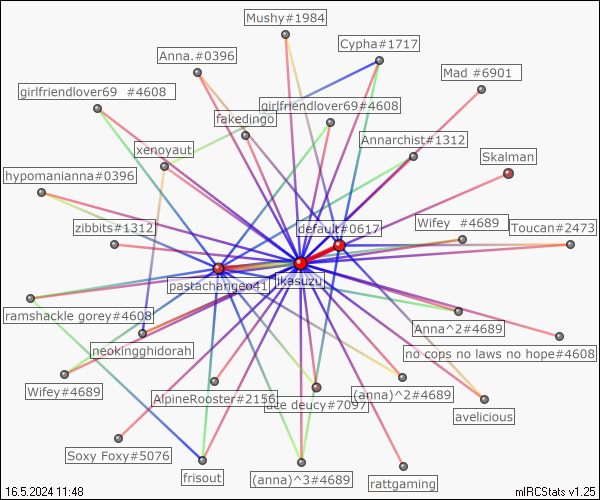 Mushy#1984
Cypha#1717
Anna.#0396
Mad #6901
girlfriendlover69 #4608
girlfriendlover69#4608
fakedingo
Annarchist#1312
xenoyaut
Skalman
hypomanianna#0396
zibbits#1312
default#0617
Wifey #4689
Toucan#2473
pastachangeo41
jkasuzu
ramshackle gorey#4608
Anna^2#4689
neokingghidorah
no cops no laws no hope#4608
Wifey#4689
AlpineRooster#2156
ace deucy#7097
(anna)^2#4689
avelicious
Soxy Foxy#5076
frisout
(anna)^3#4689
rattgaming
16.5.2024 11:48
mIRCStats v1.25